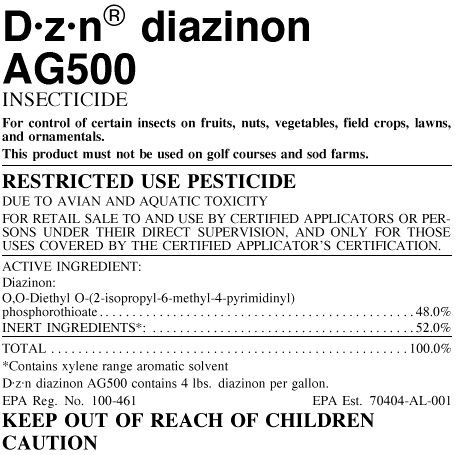 D·z·n® diazinon
AG500
INSECTICIDE
For control of certain insects on fruits, nuts, vegetables, field crops, lawns,
and ornamentals.
This product must not be used on golf courses and sod farms.
RESTRICTED USE PESTICIDE
DUE TO AVIAN AND AQUATIC TOXICITY
FOR RETAIL SALE TO AND USE BY CERTIFIED APPLICATORS OR PER-
SONS UNDER THEIR DIRECT SUPERVISION, AND ONLY FOR THOSE
USES COVERED BY THE CERTIFIED APPLICATOR'S CERTIFICATION.
ACTIVE INGREDIENT:
Diazinon:
O,O-Diethyl O-(2-isopropyl-6-methyl-4-pyrimidinyl)
phosphorothioate............................................48.0%
INERT INGREDIENTS*: ....................................52.0%
TOTAL ..................................................100.0%
*Contains xylene range aromatic solvent
D·z·n diazinon AG500 contains 4 lbs. diazinon per gallon.
EPA Reg. No. 100-461 EPA Est. 70404-AL-001
KEEP OUT OF REACH OF CHILDREN
CAUTION